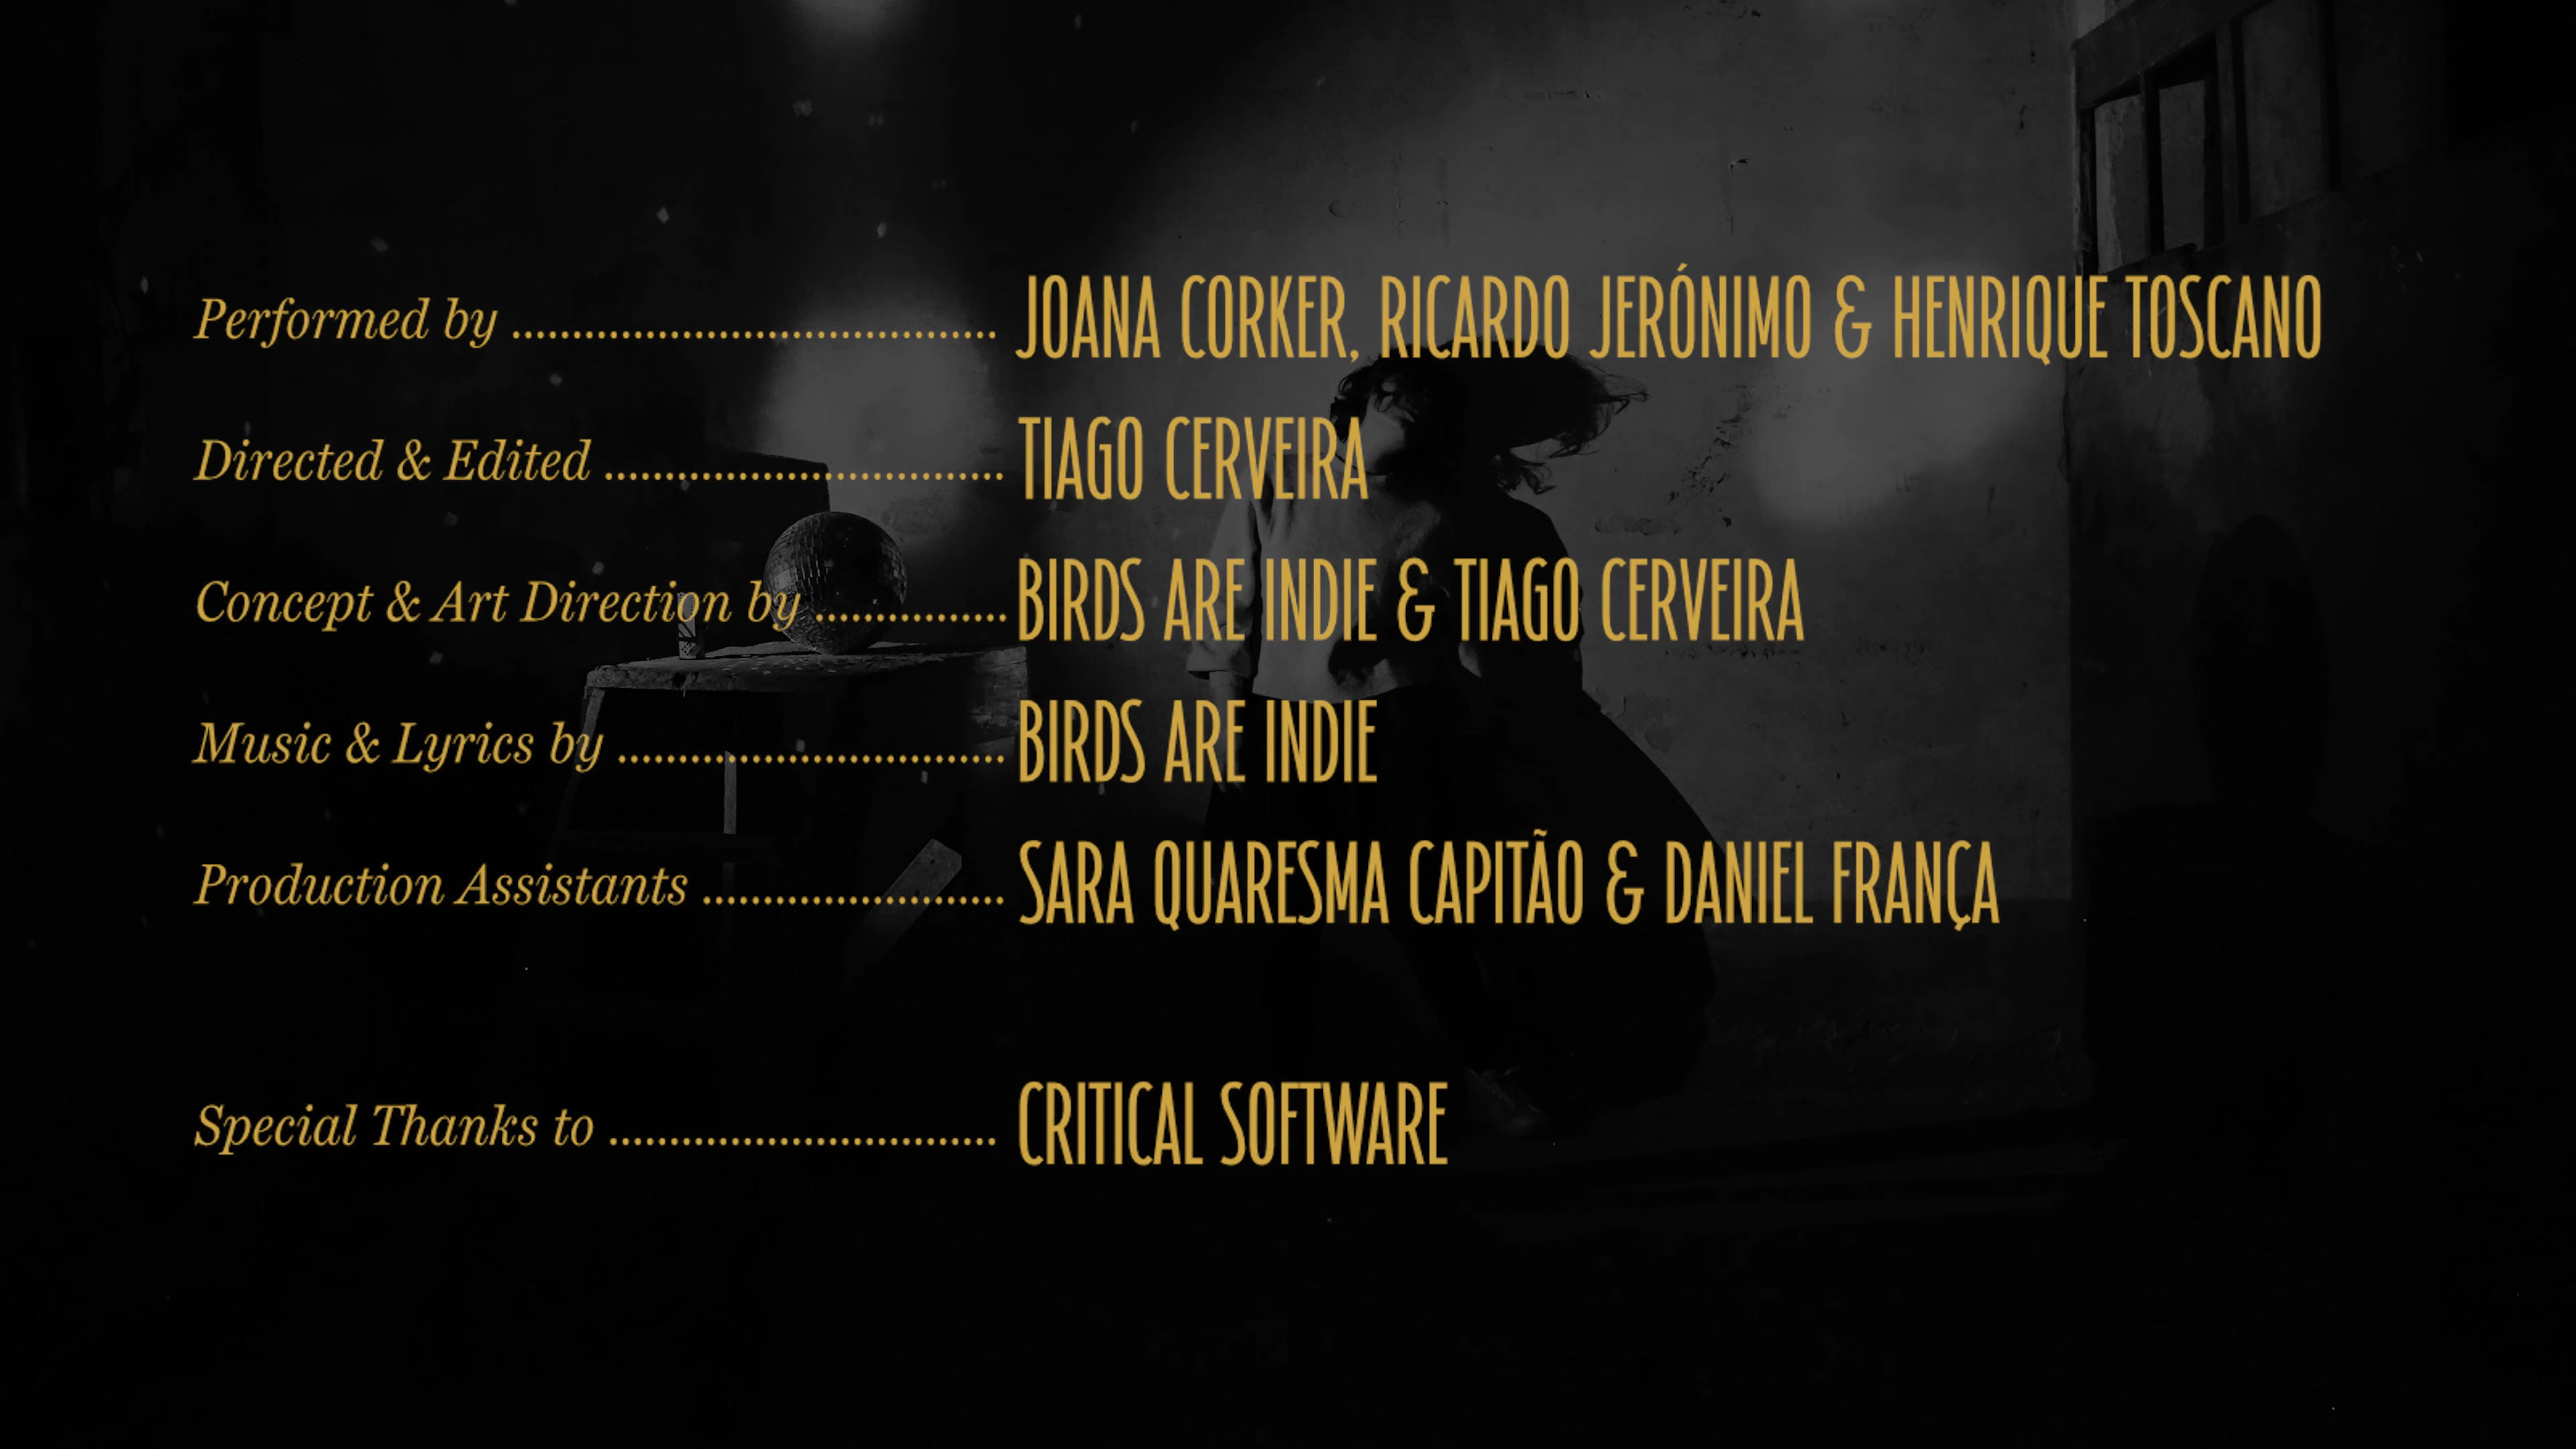 Performed by ........................................ JOANA CORKER, RICARDO JERÓNIMO & HENRIQUE TOSCANO
Directed & Edited ................................. TIAGO CERVEIRA
Concept & Art Direction by ................ BIRDS ARE INDIE & TIAGO CERVEIRA
Music & Lyrics by ................................ BIRDS ARE INDIE
Production Assistants ......................... SARA QUARESMA CAPITÃO & DANIEL FRANÇA
Special Thanks to ................................ CRITICAL SOFTWARE